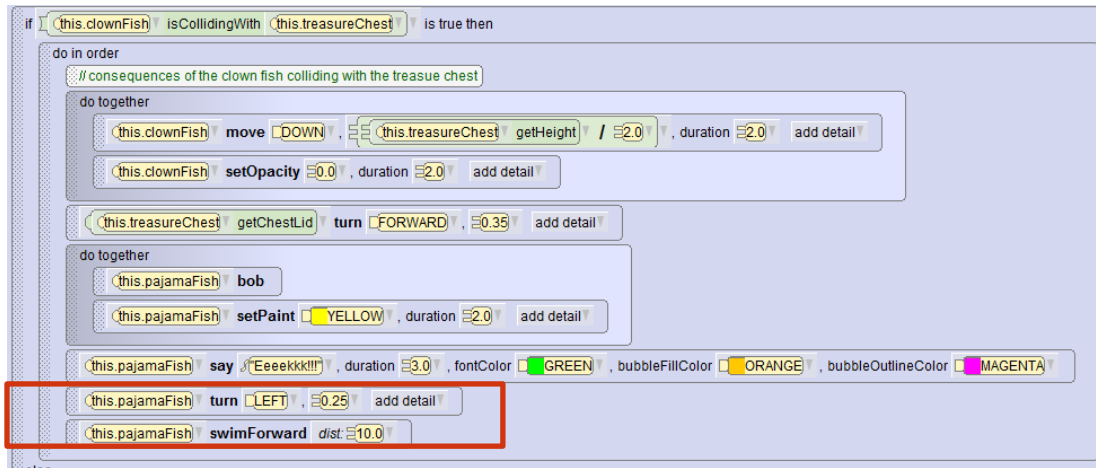 if this.clownFish isCollidingWith this.treasureChest is true then
do in order
// consequences of the clown fish colliding with the treasue chest
do together
this.clownFish move DOWN , this.treasureChest getHeight / 2.0 , duration 2.0 add detail
this.clownFish setOpacity 0.0 , duration 2.0 add detail
this.treasureChest getChestLid turn FORWARD , 0.35 add detail
do together
this.pajamaFish bob
this.pajamaFish setPaint YELLOW , duration 2.0 add detail
this.pajamaFish say "Eeeekkk!!!" , duration 3.0 , fontColor GREEN , bubbleFillColor ORANGE , bubbleOutlineColor MAGENTA
this.pajamaFish turn LEFT , 0.25 add detail
this.pajamaFish swimForward dist: 10.0